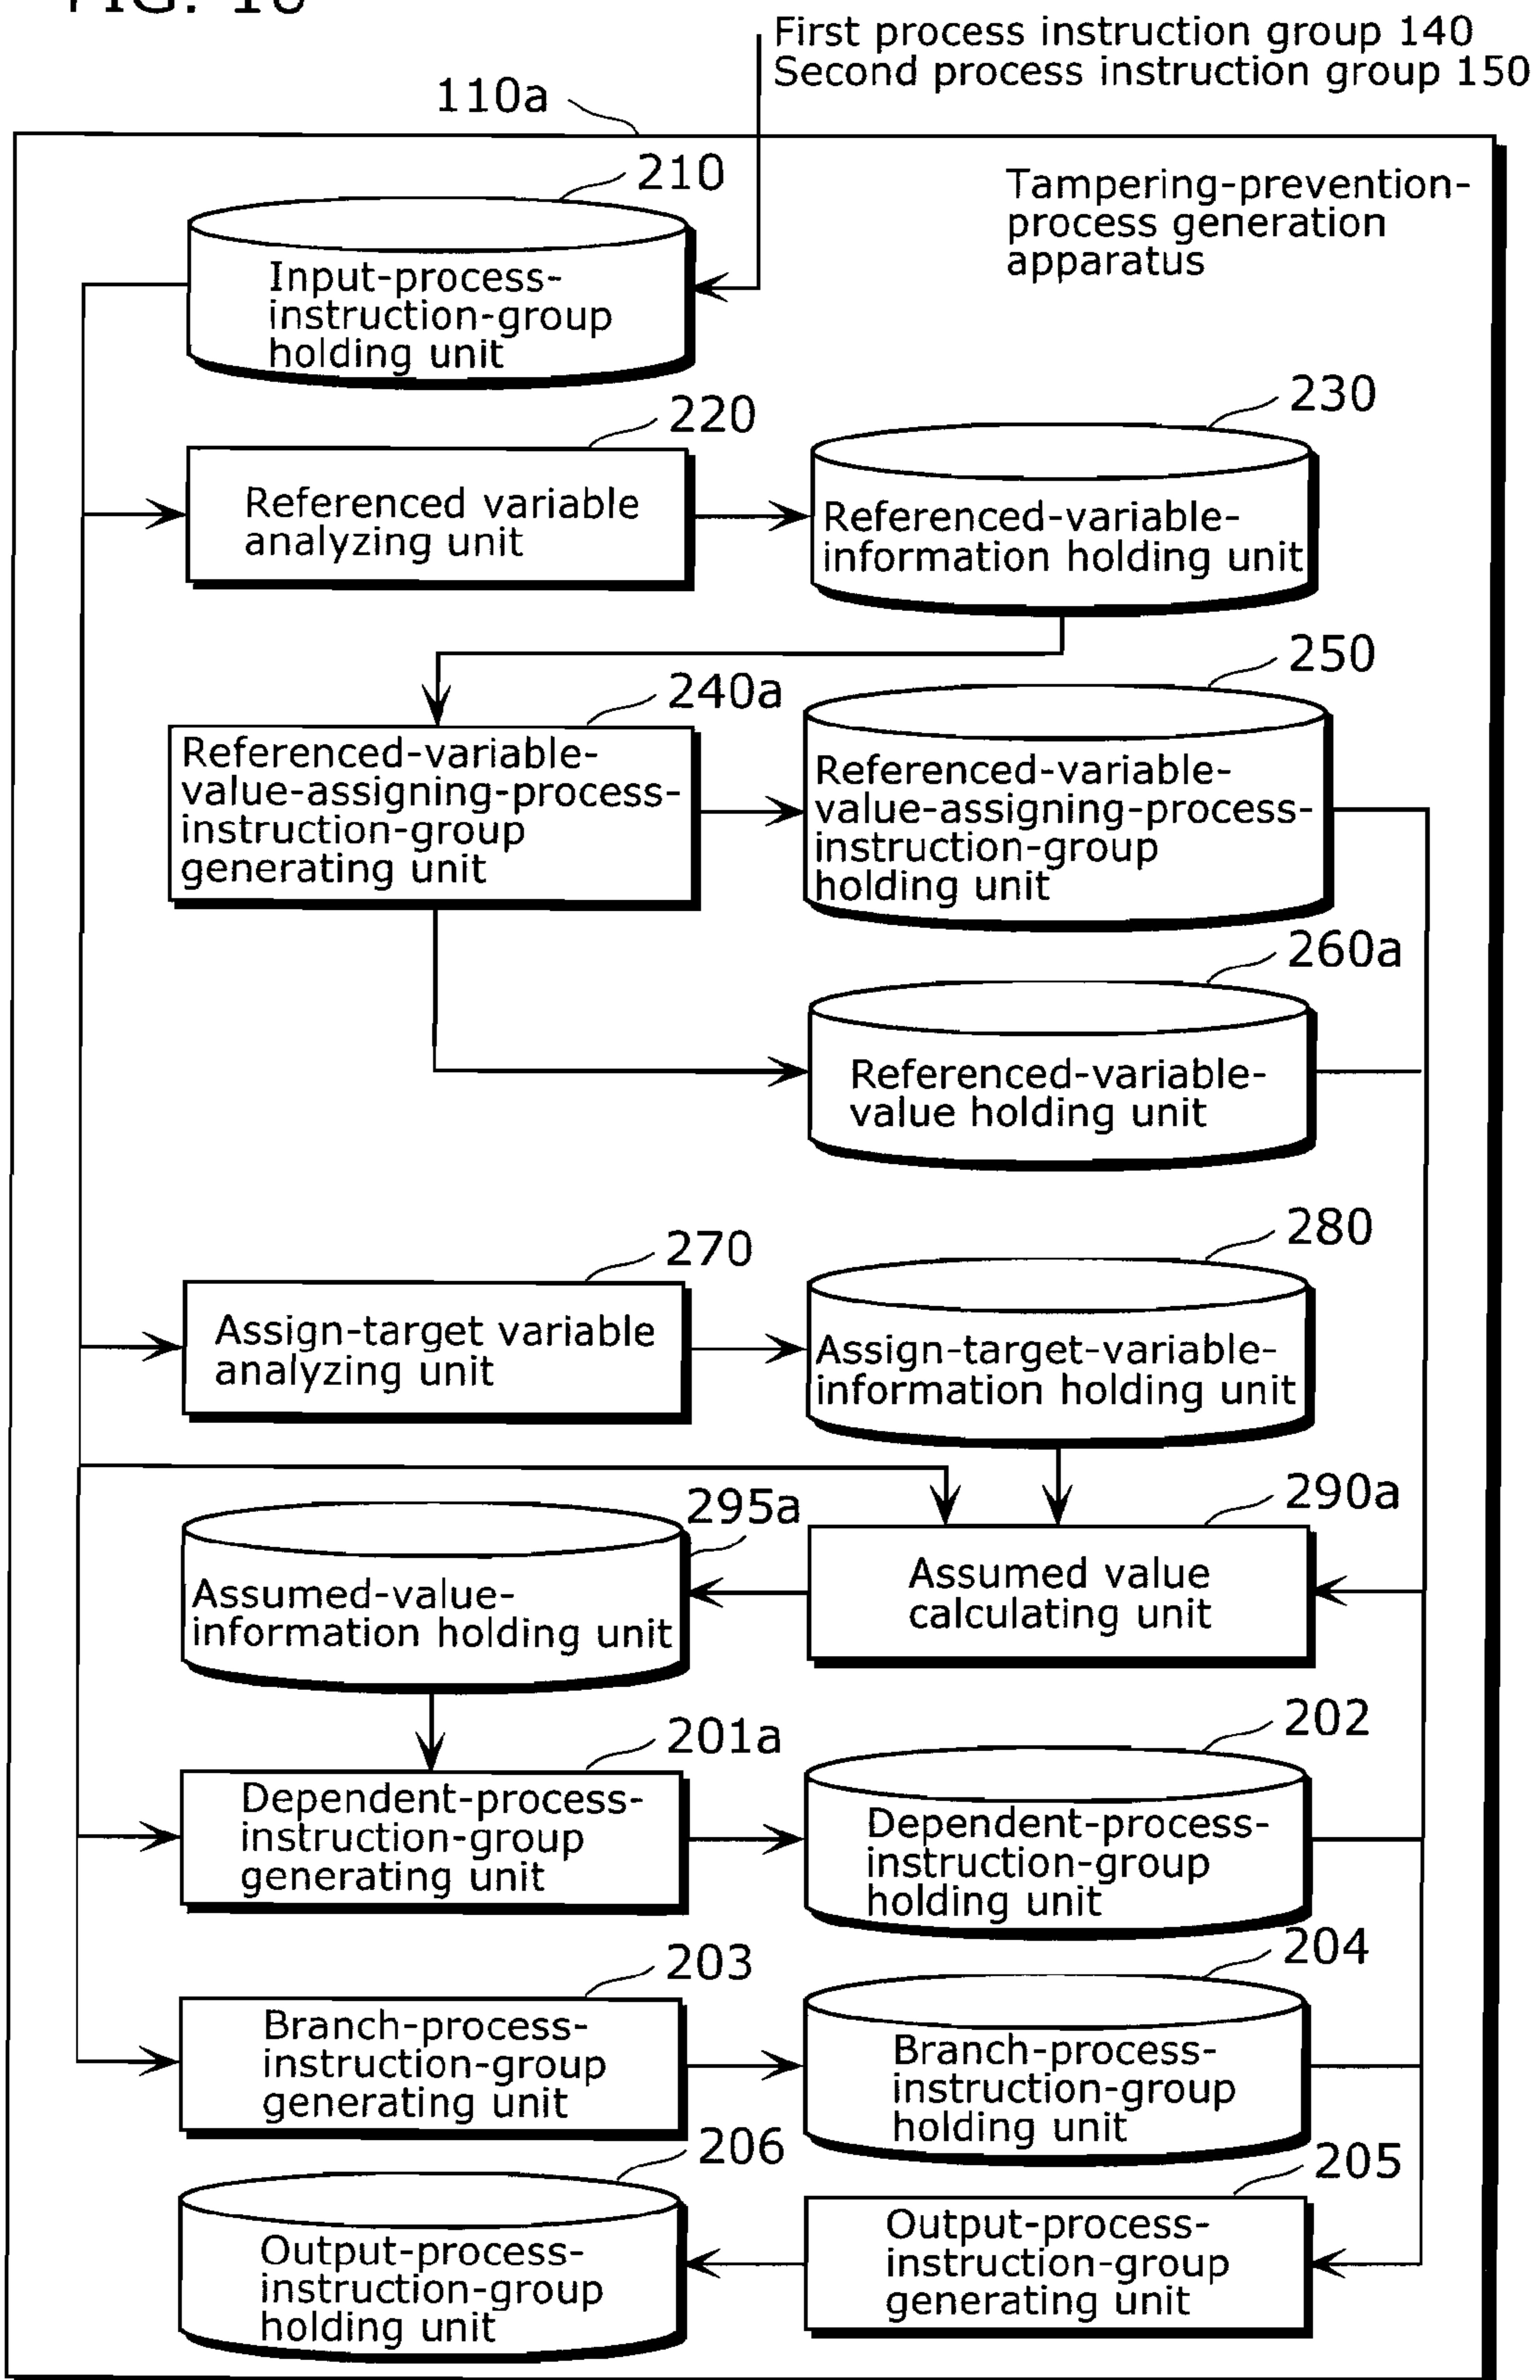 First process instruction group 140
Second process instruction group 150
110a
210
Tampering-prevention-
process generation
apparatus
Input-process-
instruction-group
holding unit
220
230
Referenced variable
analyzing unit
Referenced-variable-
information holding unit
240a
250
Referenced-variable-
value-assigning-process-
instruction-group
generating unit
Referenced-variable-
value-assigning-process-
instruction-group
holding unit
260a
Referenced-variable-
value holding unit
270
280
Assign-target variable
analyzing unit
Assign-target-variable-
information holding unit
295a
290a
Assumed-value-
information holding unit
Assumed value
calculating unit
201a
202
Dependent-process-
instruction-group
generating unit
Dependent-process-
instruction-group
holding unit
203
204
Branch-process-
instruction-group
generating unit
Branch-process-
instruction-group
holding unit
206
205
Output-process-
instruction-group
holding unit
Output-process-
instruction-group
generating unit